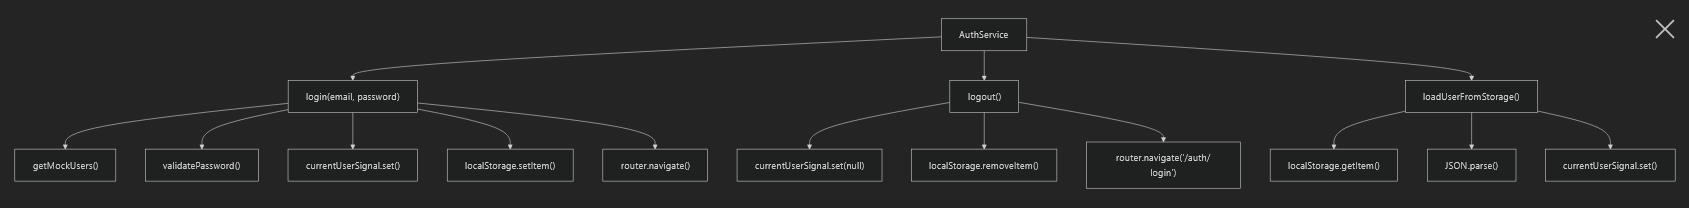 AuthService
login(email, password)
logout()
loadUserFromStorage()
getMockUsers()
validatePassword()
currentUserSignal.set()
localStorage.setItem()
router.navigate()
currentUserSignal.set(null)
localStorage.removeItem()
router.navigate('/auth/
login')
localStorage.getItem()
JSON.parse()
currentUserSignal.set()